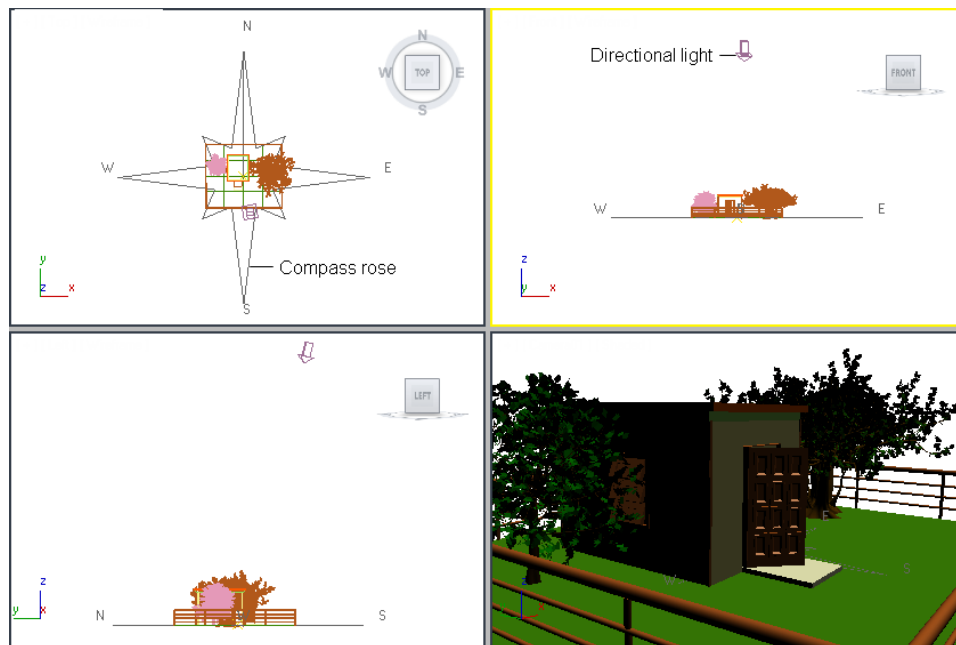 N
N
W TOP E
S
W
E
Compass rose
S
y
z x
Directional light
FRONT
W
E
z
y x
LEFT
N
S
z
y x
W
S